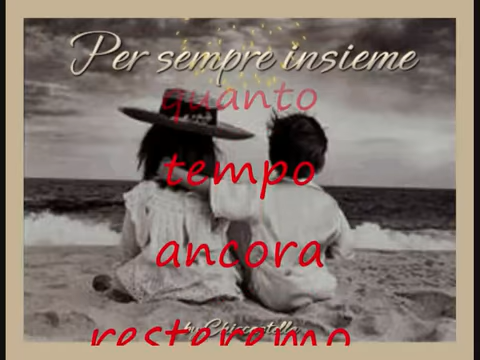 Per sempre insieme
quanto
tempo
ancora
resteremo